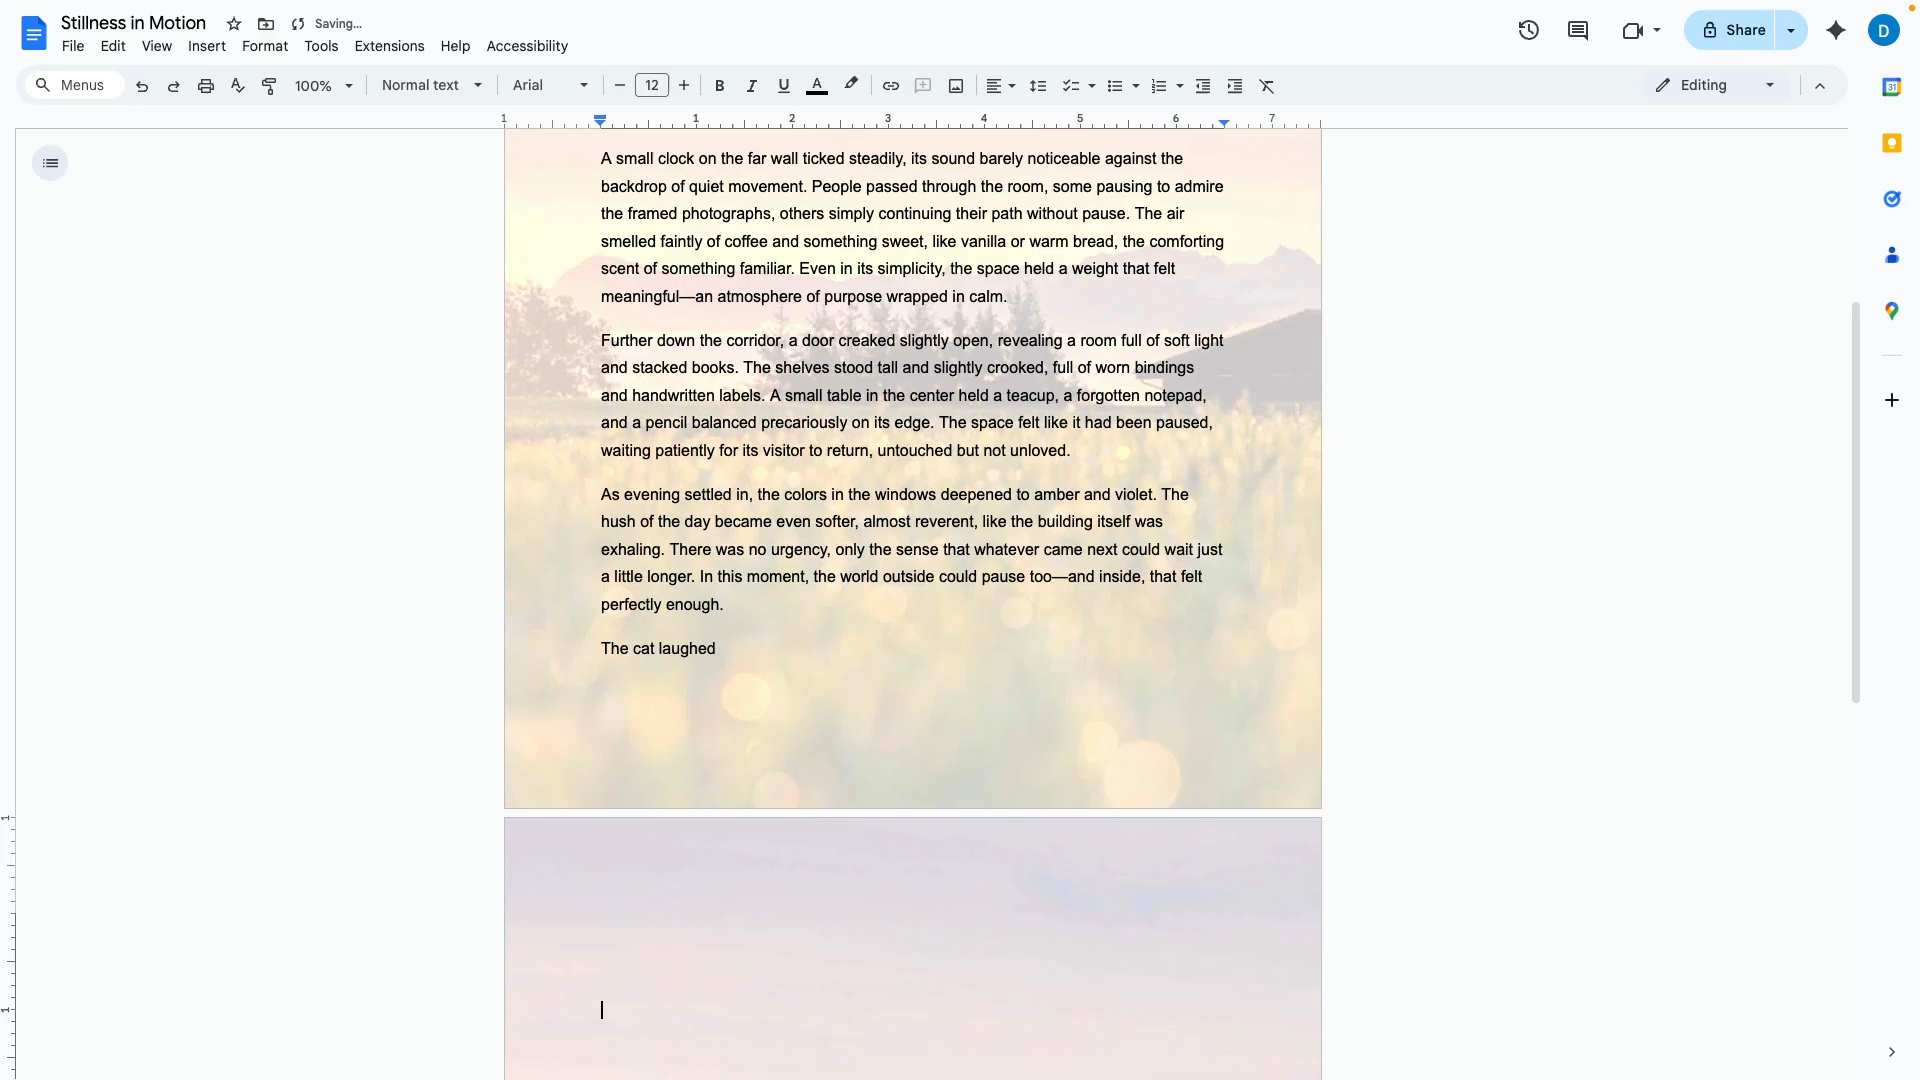 Stillness in Motion
Saving...
File Edit View Insert Format Tools Extensions Help Accessibility
Share
D
Menus
100%
Normal text
Arial
12
B
I
U
A
Editing
31
1 1 2 3 4 5 6 7
A small clock on the far wall ticked steadily, its sound barely noticeable against the
backdrop of quiet movement. People passed through the room, some pausing to admire
the framed photographs, others simply continuing their path without pause. The air
smelled faintly of coffee and something sweet, like vanilla or warm bread, the comforting
scent of something familiar. Even in its simplicity, the space held a weight that felt
meaningful—an atmosphere of purpose wrapped in calm.
Further down the corridor, a door creaked slightly open, revealing a room full of soft light
and stacked books. The shelves stood tall and slightly crooked, full of worn bindings
and handwritten labels. A small table in the center held a teacup, a forgotten notepad,
and a pencil balanced precariously on its edge. The space felt like it had been paused,
waiting patiently for its visitor to return, untouched but not unloved.
As evening settled in, the colors in the windows deepened to amber and violet. The
hush of the day became even softer, almost reverent, like the building itself was
exhaling. There was no urgency, only the sense that whatever came next could wait just
a little longer. In this moment, the world outside could pause too—and inside, that felt
perfectly enough.
The cat laughed
1
1